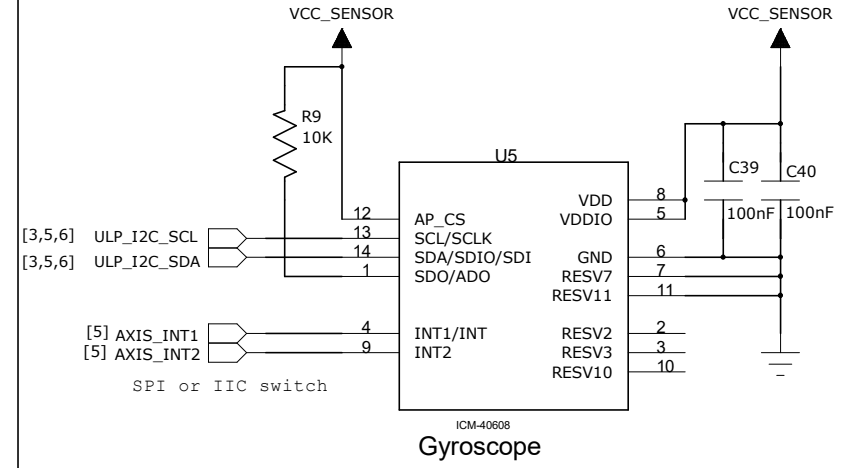 VCC_SENSOR VCC_SENSOR
R9
10K
U5
C39 C40
100nF 100nF
12 AP_CS VDD 8
VDDIO 5
[3,5,6] ULP_I2C_SCL 13 SCL/SCLK
[3,5,6] ULP_I2C_SDA 14 SDA/SDIO/SDI GND 6
1 SDO/ADO RESV7 7
RESV11 11
[5] AXIS_INT1 4 INT1/INT RESV2 2
[5] AXIS_INT2 9 INT2 RESV3 3
RESV10 10
SPI or IIC switch
ICM-40608
Gyroscope